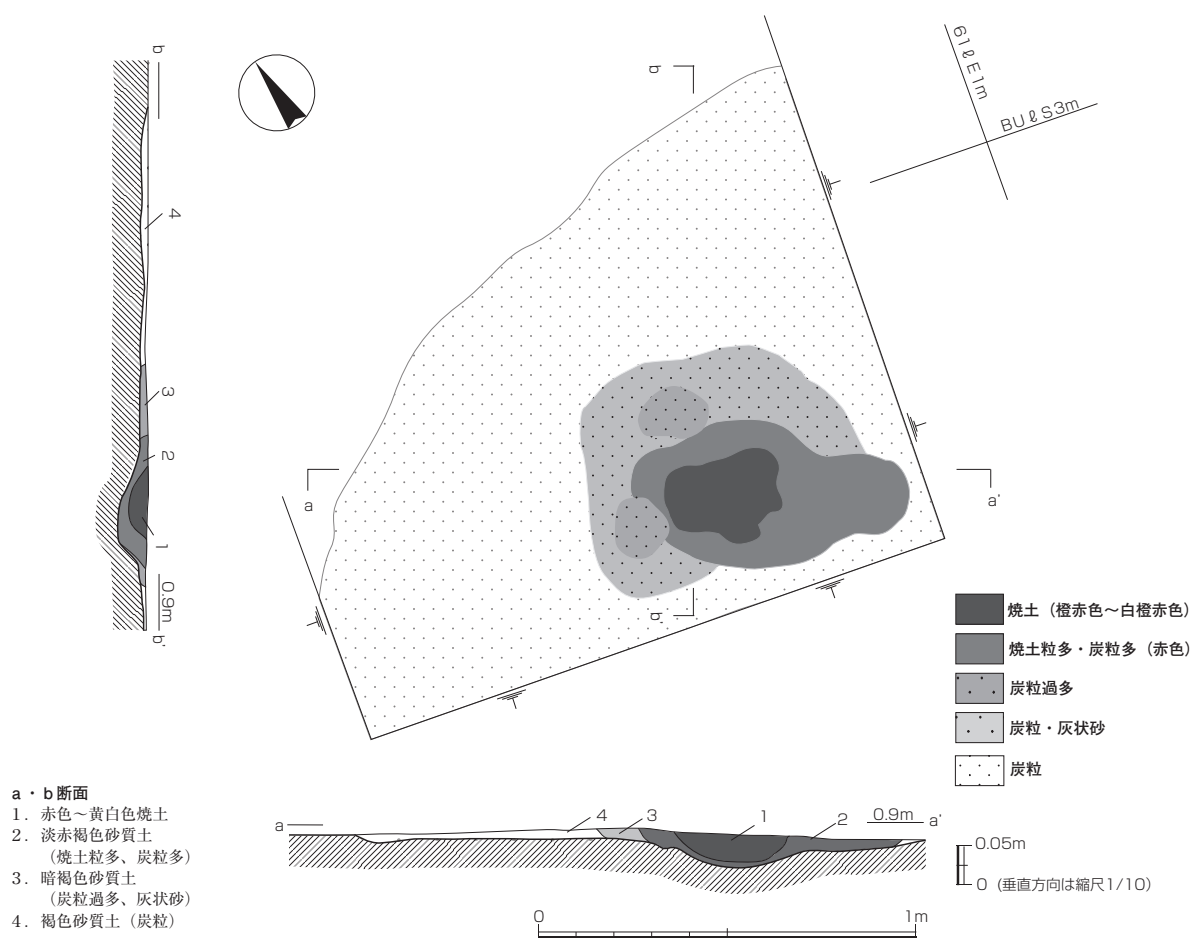 b
4
3
2
1
0.9m
b’
b
61ℓE1m
BUℓS3m
a
a’
b’
焼土（橙赤色～白橙赤色）
焼土粒多・炭粒多（赤色）
炭粒過多
炭粒・灰状砂
炭粒
a・b断面
1．赤色～黄白色焼土
2．淡赤褐色砂質土
（焼土粒多、炭粒多）
3．暗褐色砂質土
（炭粒過多、灰状砂）
4．褐色砂質土（炭粒）
a
4
3
1
2
0.9m
a’
0.05m
0（垂直方向は縮尺1/10）
0
1m